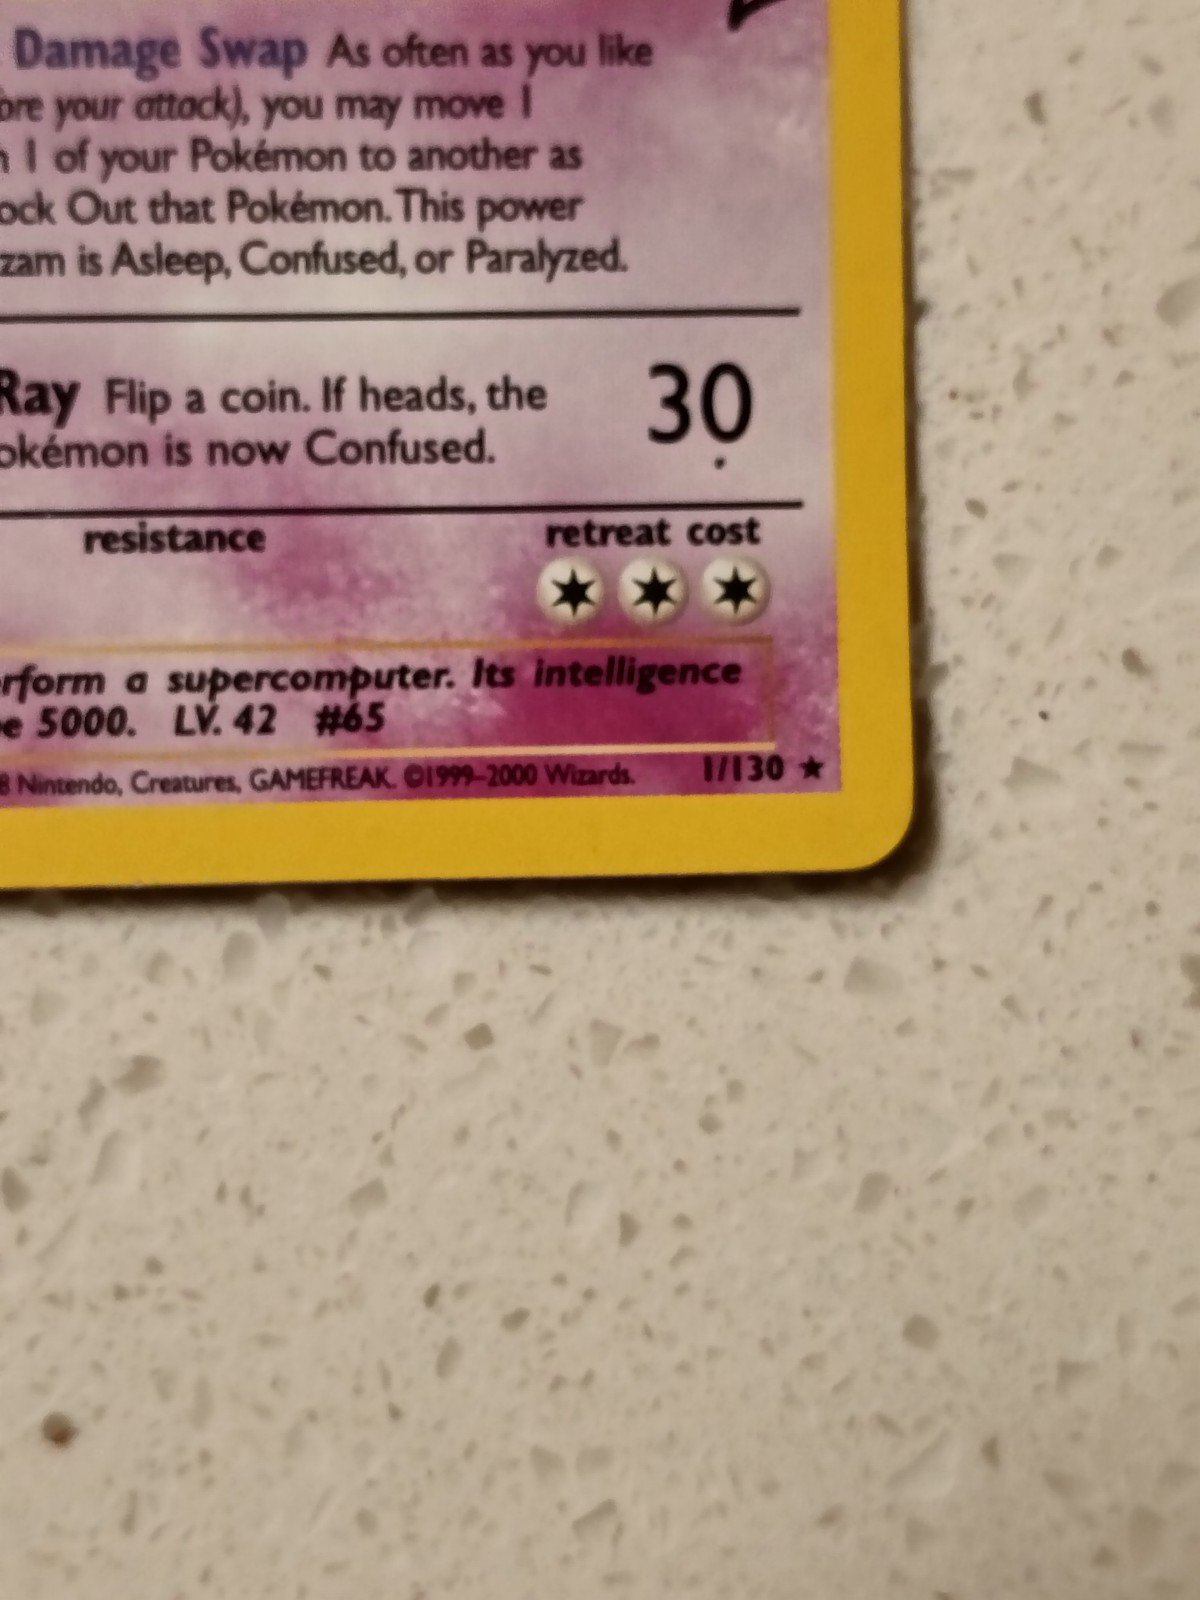 Damage Swap As often as you like
ore your attack), you may move 1
1 of your Pokémon to another as
ock Out that Pokémon. This power
zam is Asleep, Confused, or Paralyzed.
Ray Flip a coin. If heads, the 30
okémon is now Confused.
resistance retreat cost
rform a supercomputer. Its intelligence
e 5000. LV. 42 #65
8 Nintendo, Creatures, GAMEFREAK. ©1999–2000 Wizards. 1/130 ★